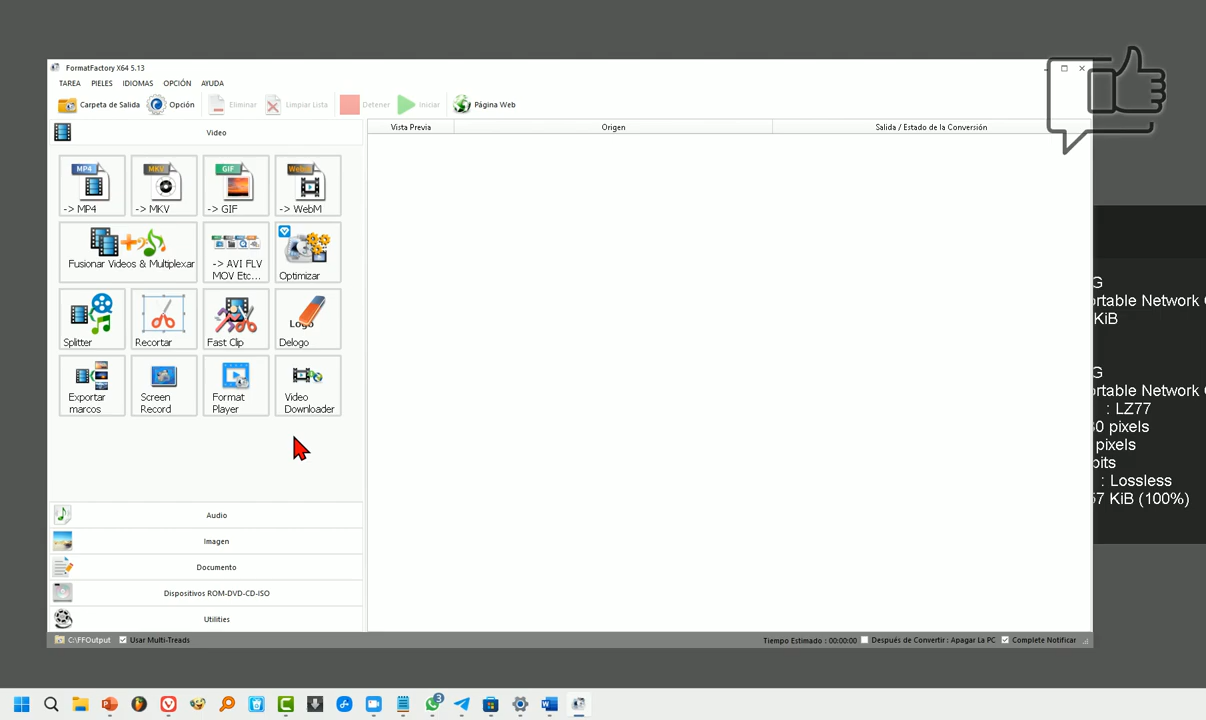 FormatFactory X64 5.13
TAREA PIELES IDIOMAS OPCIÓN AYUDA
Carpeta de Salida Opción Eliminar Limpiar Lista Detener Iniciar Página Web
Video
Vista Previa Origen Salida / Estado de la Conversión
MP4 MKV GIF WebM
-> MP4 -> MKV -> GIF -> WebM
Fusionar Videos & Multiplexar
-> AVI FLV
MOV Etc...
Optimizar
Logo
Splitter Recortar Fast Clip Delogo
Exportar
marcos
Screen
Record
Format
Player
Video
Downloader
Audio
Imagen
Documento
Dispositivos ROM-DVD-CD-ISO
Utilities
C:\FFOutput Usar Multi-Treads Tiempo Estimado : 00:00:00 Después de Convertir : Apagar La PC Complete Notificar
G
ortable Network
KiB
G
ortable Network
: LZ77
0 pixels
pixels
bits
: Lossless
57 KiB (100%)
3